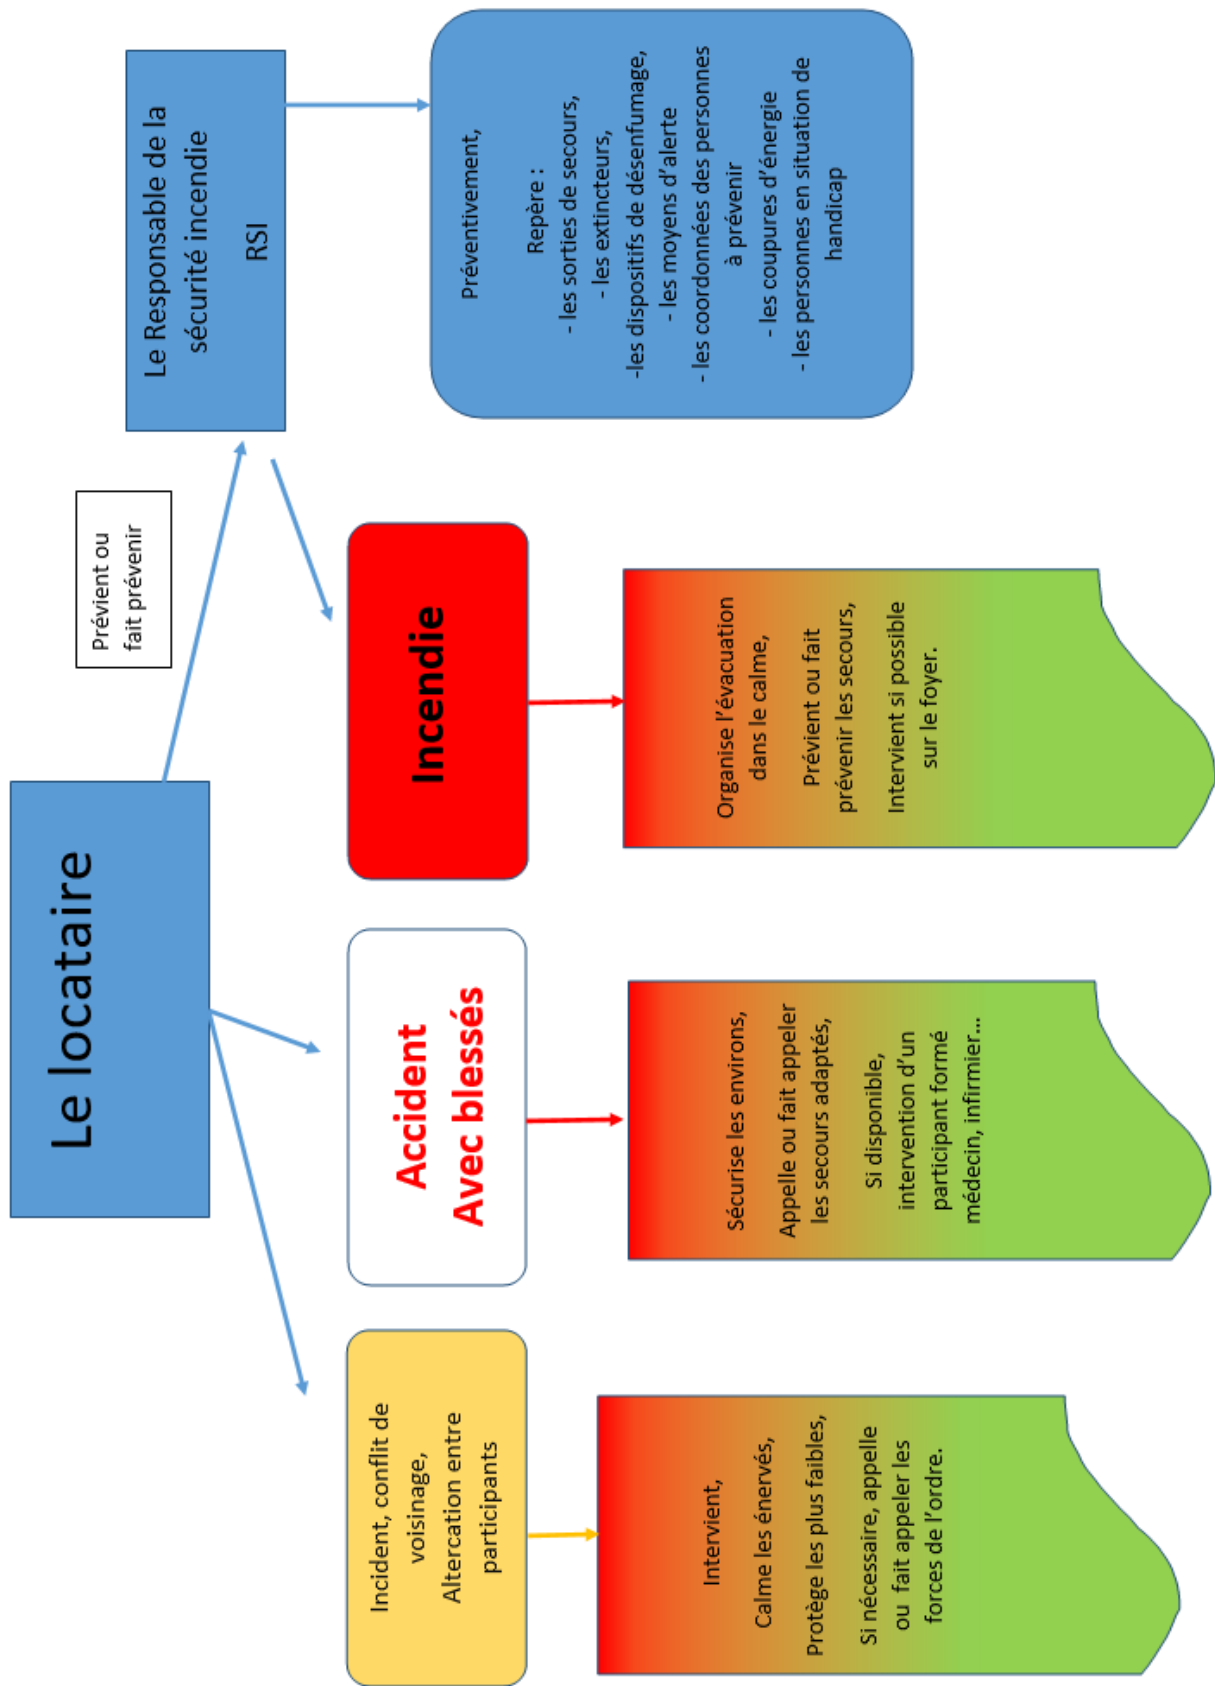 Le locataire
Prévient ou
fait prévenir
Le Responsable de la
sécurité incendie
RSI
Incident, conflit de
voisinage,
Altercation entre
participants
Accident
Avec blessés
Incendie
Préventivement,
Repère :
- les sorties de secours,
- les extincteurs,
-les dispositifs de désenfumage,
- les moyens d’alerte
- les coordonnées des personnes
à prévenir
- les coupures d’énergie
- les personnes en situation de
handicap
Intervient,
Calme les énervés,
Protège les plus faibles,
Si nécessaire, appelle
ou fait appeler les
forces de l’ordre.
Sécurise les environs,
Appelle ou fait appeler
les secours adaptés,
Si disponible,
intervention d’un
participant formé
médecin, infirmier...
Organise l’évacuation
dans le calme,
Prévient ou fait
prévenir les secours,
Intervient si possible
sur le foyer.